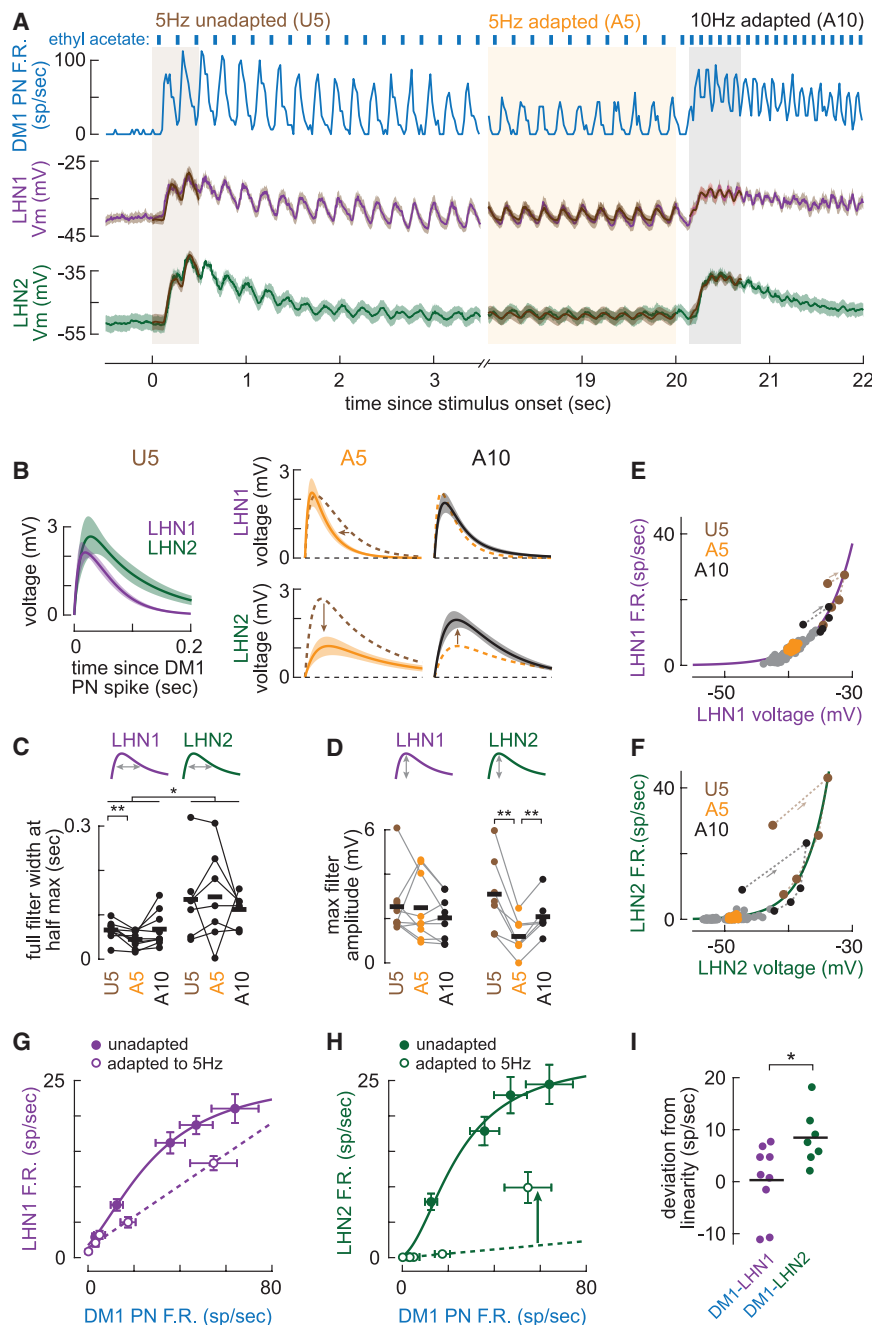 A
5Hz unadapted (U5)
5Hz adapted (A5)
10Hz adapted (A10)
ethyl acetate:
DM1 PN F.R.
(sp/sec)
100
0
LHN1
Vm (mV)
-25
-45
LHN2
Vm (mV)
-35
-55
0 1 2 3 19 20 21 22
time since stimulus onset (sec)
B
U5
A5
A10
voltage (mV)
3
0
LHN1
LHN2
0 0.2
time since DM1
PN spike (sec)
LHN1
voltage (mV)
3
0
LHN2
voltage (mV)
3
0
E
LHN1 F.R.(sp/sec)
40
0
U5
A5
A10
-50 -30
LHN1 voltage (mV)
C
LHN1 LHN2
full filter width at
half max (sec)
0.3
0
**
*
U5
A5
A10
U5
A5
A10
D
LHN1 LHN2
max filter
amplitude (mV)
6
0
** **
U5
A5
A10
U5
A5
A10
F
LHN2 F.R.(sp/sec)
40
0
U5
A5
A10
-50 -30
LHN2 voltage (mV)
G
unadapted
adapted to 5Hz
LHN1 F.R. (sp/sec)
25
0
0 80
DM1 PN F.R. (sp/sec)
H
unadapted
adapted to 5Hz
LHN2 F.R. (sp/sec)
25
0
0 80
DM1 PN F.R. (sp/sec)
I
deviation from
linearity (sp/sec)
*
20
10
0
-10
DM1-LHN1
DM1-LHN2